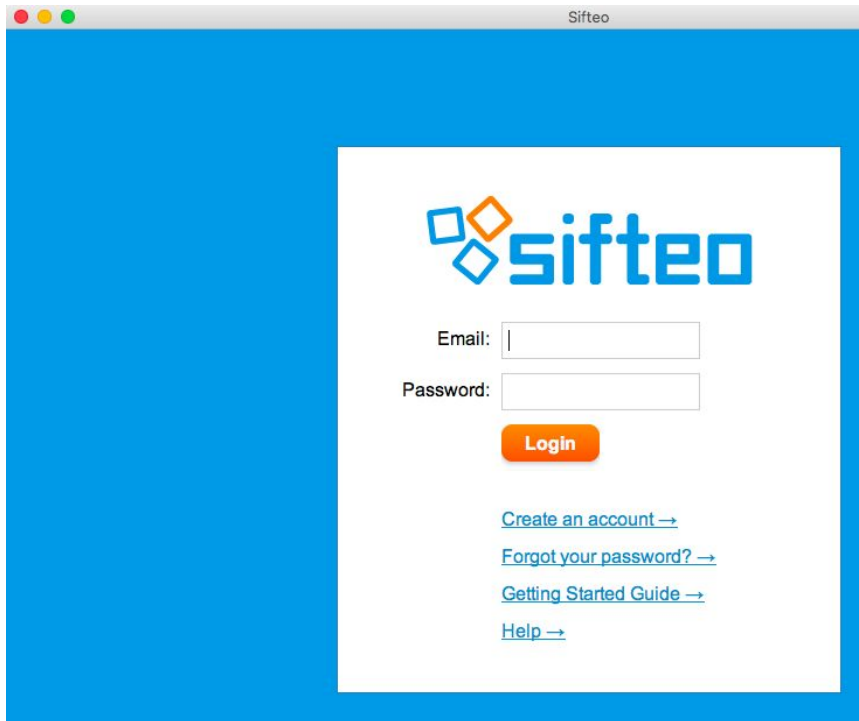 Sifteo
sifteo
Email:
Password:
Login
Create an account →
Forgot your password? →
Getting Started Guide →
Help →